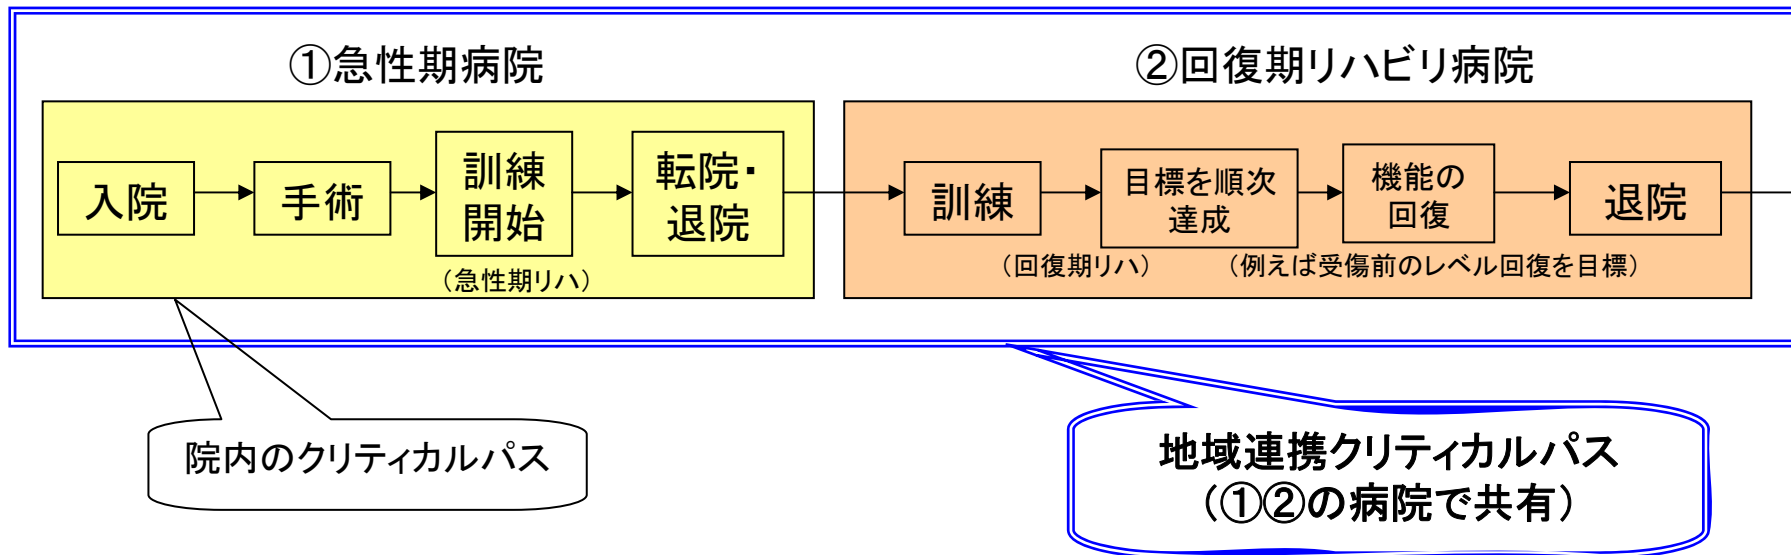 ①急性期病院
②回復期リハビリ病院
入院
手術
訓練
開始
(急性期リハ)
転院・
退院
訓練
(回復期リハ)
目標を順次
達成
機能の
回復
(例えば受傷前のレベル回復を目標)
退院
院内のクリティカルパス
地域連携クリティカルパス
(①②の病院で共有)